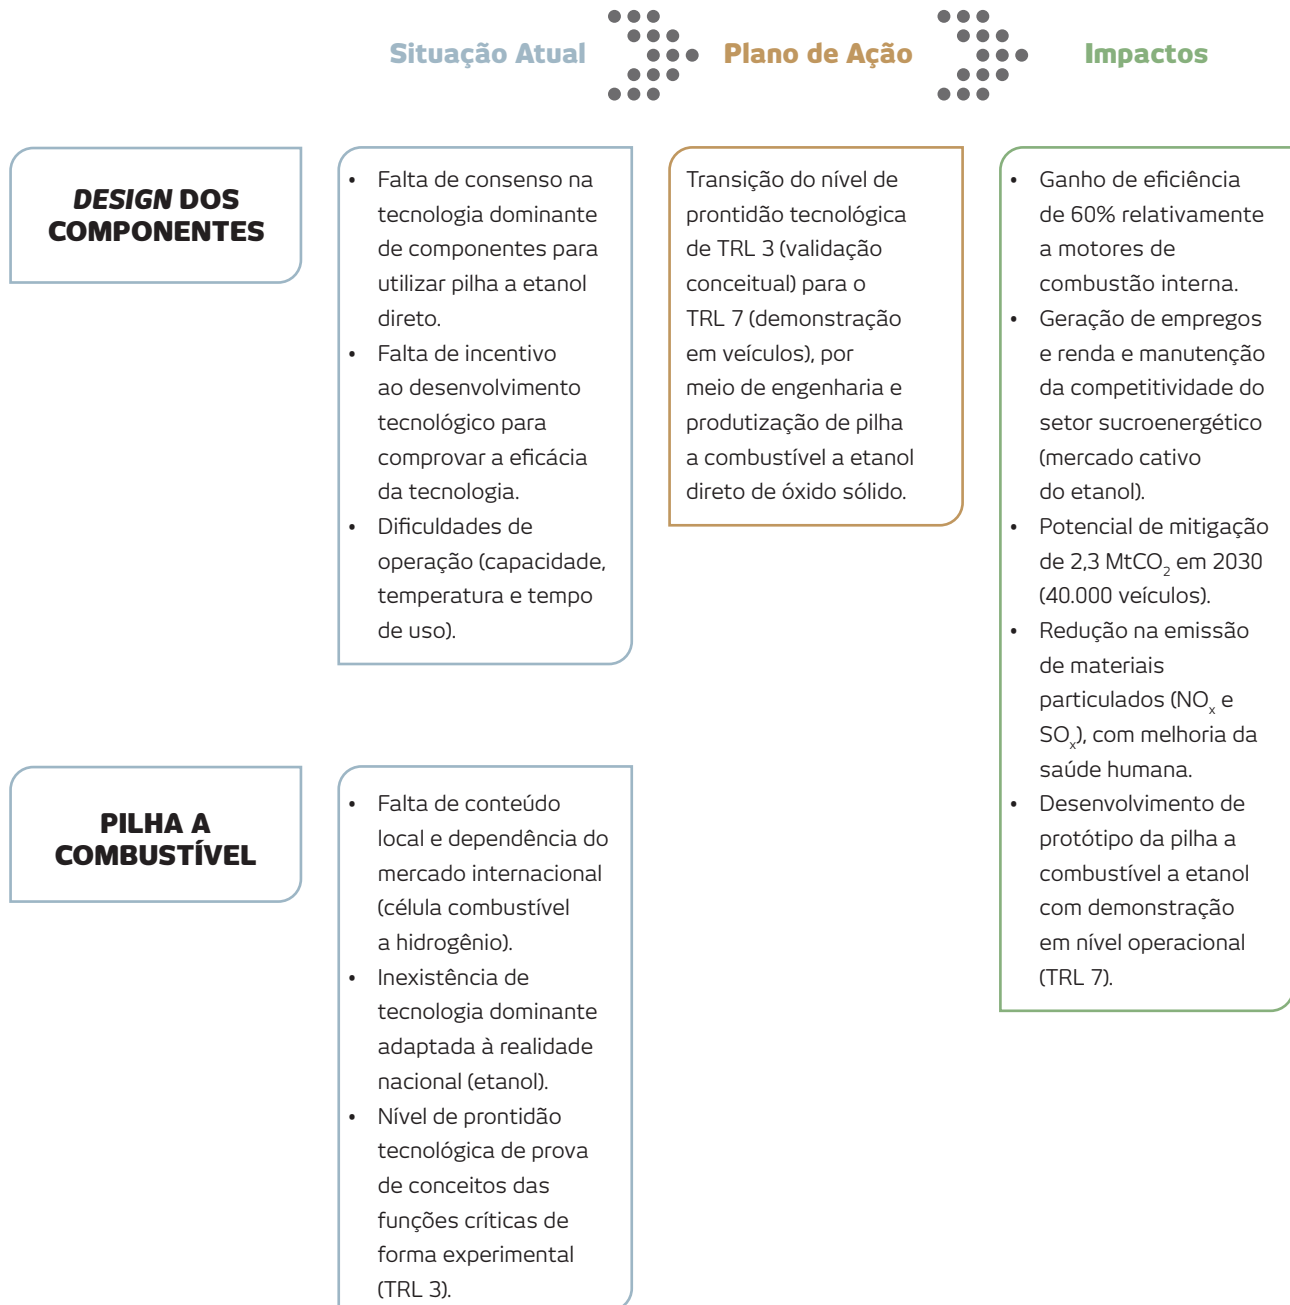 Situação Atual
Plano de Ação
Impactos
DESIGN DOS
COMPONENTES
• Falta de consenso na
tecnologia dominante
de componentes para
utilizar pilha a etanol
direto.
• Falta de incentivo
ao desenvolvimento
tecnológico para
comprovar a eficácia
da tecnologia.
• Dificuldades de
operação (capacidade,
temperatura e tempo
de uso).
Transição do nível de
prontidão tecnológica
de TRL 3 (validação
conceitual) para o
TRL 7 (demonstração
em veículos), por
meio de engenharia e
produtização de pilha
a combustível a etanol
direto de óxido sólido.
• Ganho de eficiência
de 60% relativamente
a motores de
combustão interna.
• Geração de empregos
e renda e manutenção
da competitividade do
setor sucroenergético
(mercado cativo
do etanol).
• Potencial de mitigação
de 2,3 MtCO₂ em 2030
(40.000 veículos).
• Redução na emissão
de materiais
particulados (NOₓ e
SOₓ), com melhoria da
saúde humana.
• Desenvolvimento de
protótipo da pilha a
combustível a etanol
com demonstração
em nível operacional
(TRL 7).
PILHA A
COMBUSTÍVEL
• Falta de conteúdo
local e dependência do
mercado internacional
(célula combustível
a hidrogênio).
• Inexistência de
tecnologia dominante
adaptada à realidade
nacional (etanol).
• Nível de prontidão
tecnológica de prova
de conceitos das
funções críticas de
forma experimental
(TRL 3).